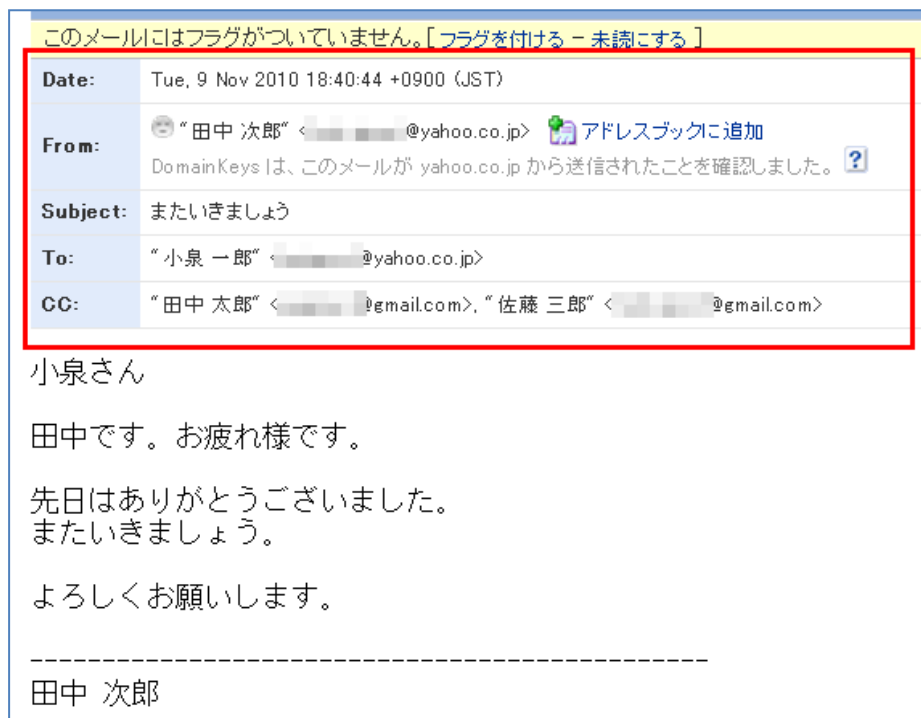 このメールにはフラグがついていません。[ フラグを付ける - 未読にする ]
Date: Tue, 9 Nov 2010 18:40:44 +0900 (JST)
From: "田中 次郎" < @yahoo.co.jp> アドレスブックに追加
DomainKeys は、このメールが yahoo.co.jp から送信されたことを確認しました。 ?
Subject: またいきましょう
To: "小泉 一郎" < @yahoo.co.jp>
CC: "田中 太郎" < @gmail.com>, "佐藤 三郎" < @gmail.com>
小泉さん
田中です。お疲れ様です。
先日はありがとうございました。
またいきましょう。
よろしくお願いします。
-----------------------------------------------
田中 次郎